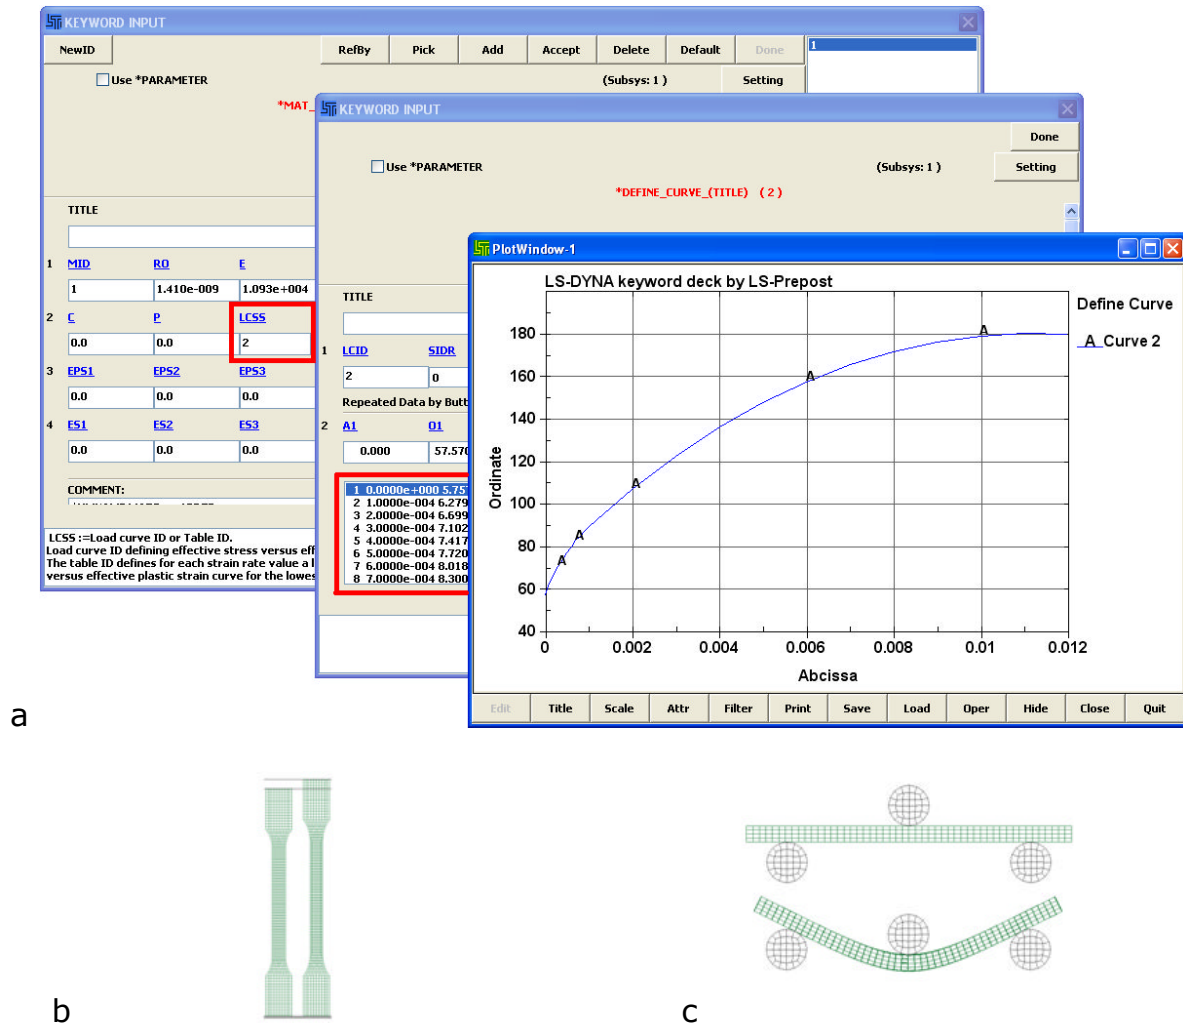 KEYWORD INPUT
NewID RefBy Pick Add Accept Delete Default Done 1
Use *PARAMETER (Subsys: 1 ) Setting
*MAT_
TITLE
1 MID RO E
1 1.410e-009 1.093e+004
2 C P LCSS
0.0 0.0 2
3 EPS1 EPS2 EPS3
0.0 0.0 0.0
4 ES1 ES2 ES3
0.0 0.0 0.0
COMMENT:
LCSS :=Load curve ID or Table ID.
Load curve ID defining effective stress versus eff
The table ID defines for each strain rate value a l
versus effective plastic strain curve for the lowes
KEYWORD INPUT
Done
Use *PARAMETER (Subsys: 1 ) Setting
*DEFINE_CURVE_(TITLE) (2)
TITLE
1 LCID SIDR
2 0
Repeated Data by Butt
2 A1 O1
0.000 57.570
1 0.0000e+000 5.757
2 1.0000e-004 6.279
3 2.0000e-004 6.699
4 3.0000e-004 7.102
5 4.0000e-004 7.417
6 5.0000e-004 7.720
7 6.0000e-004 8.018
8 7.0000e-004 8.300
PlotWindow-1
LS-DYNA keyword deck by LS-Prepost
Define Curve
A Curve 2
180
160
140
120
100
80
60
40
Ordinate
A A A A A
0 0.002 0.004 0.006 0.008 0.01 0.012
Abcissa
Edit Title Scale Attr Filter Print Save Load Oper Hide Close Quit
a
b
c